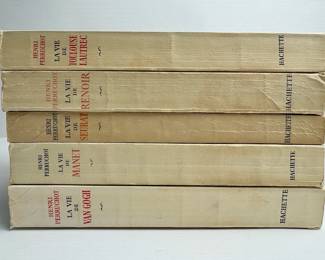 HENRI
PERRUCHOT
LA VIE
DE
TOULOUSE
LAUTREC
HACHETTE
HENRI
PERRUCHOT
LA VIE
DE
RENOIR
HACHETTE
HENRI
PERRUCHOT
LA VIE
DE
SEURAT
HACHETTE
HENRI
PERRUCHOT
LA VIE
DE
MANET
HACHETTE
HENRI
PERRUCHOT
LA VIE
DE
VAN GOGH
HACHETTE